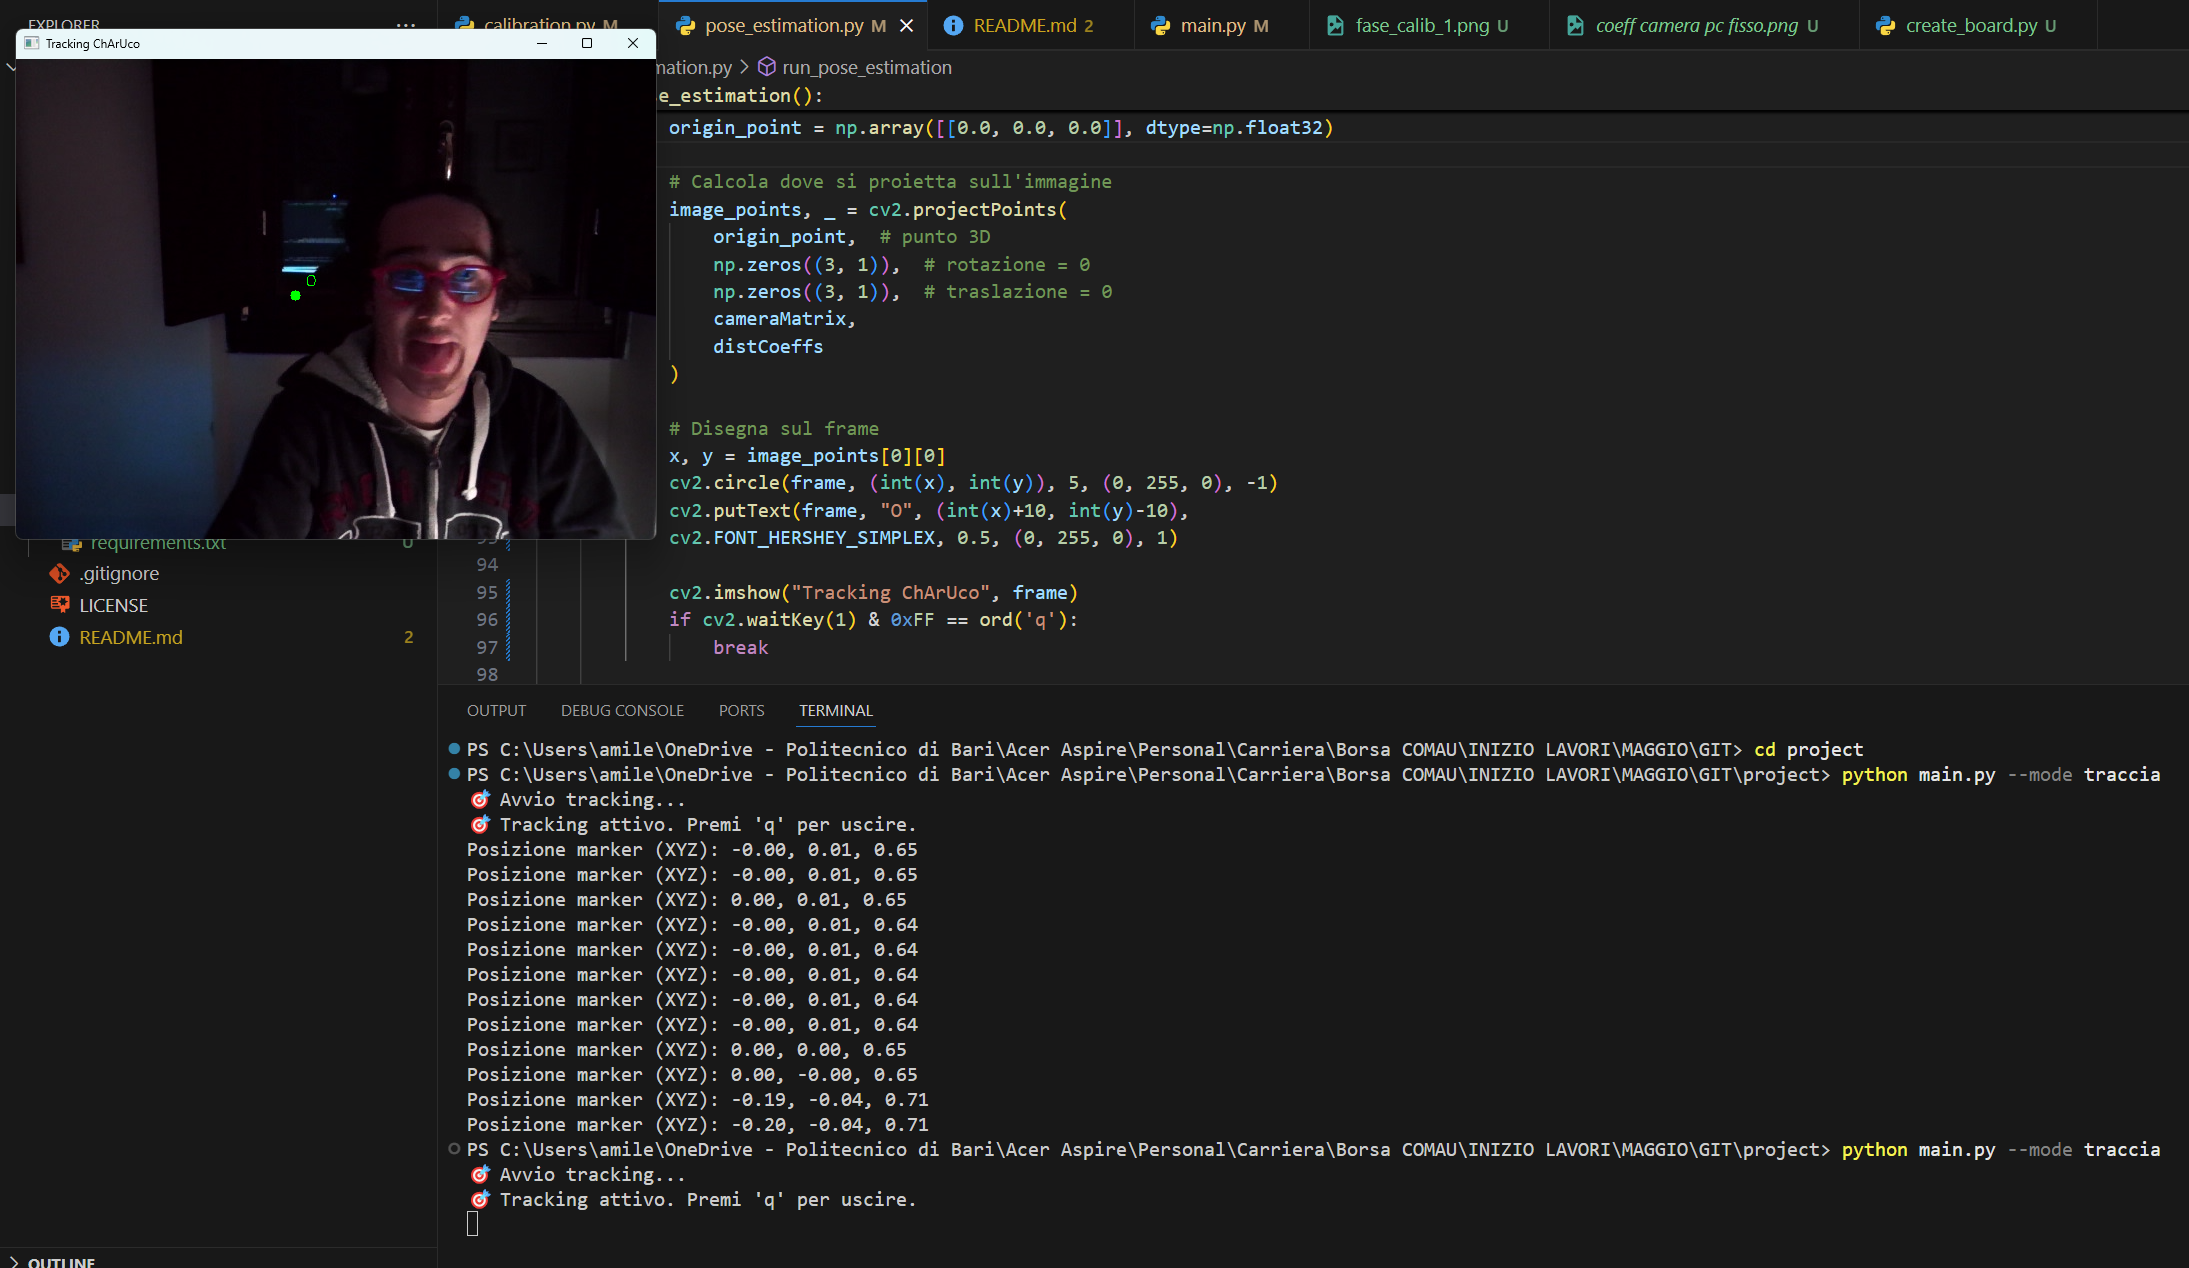 EXPLORER
calibration.py M
pose_estimation.py M
README.md 2
main.py M
fase_calib_1.png U
coeff camera pc fisso.png U
create_board.py U
Tracking ChArUco
mation.py > run_pose_estimation
e_estimation():
origin_point = np.array([[0.0, 0.0, 0.0]], dtype=np.float32)
# Calcola dove si proietta sull'immagine
image_points, _ = cv2.projectPoints(
origin_point,  # punto 3D
np.zeros((3, 1)),  # rotazione = 0
np.zeros((3, 1)),  # traslazione = 0
cameraMatrix,
distCoeffs
)
# Disegna sul frame
x, y = image_points[0][0]
cv2.circle(frame, (int(x), int(y)), 5, (0, 255, 0), -1)
cv2.putText(frame, "O", (int(x)+10, int(y)-10),
93 cv2.FONT_HERSHEY_SIMPLEX, 0.5, (0, 255, 0), 1)
94
95 cv2.imshow("Tracking ChArUco", frame)
96 if cv2.waitKey(1) & 0xFF == ord('q'):
97 break
98
O
requirements.txt U
.gitignore
LICENSE
README.md 2
OUTLINE
OUTPUT DEBUG CONSOLE PORTS TERMINAL
PS C:\Users\amile\OneDrive - Politecnico di Bari\Acer Aspire\Personal\Carriera\Borsa COMAU\INIZIO LAVORI\MAGGIO\GIT> cd project
PS C:\Users\amile\OneDrive - Politecnico di Bari\Acer Aspire\Personal\Carriera\Borsa COMAU\INIZIO LAVORI\MAGGIO\GIT\project> python main.py --mode traccia
🎯 Avvio tracking...
🎯 Tracking attivo. Premi 'q' per uscire.
Posizione marker (XYZ): -0.00, 0.01, 0.65
Posizione marker (XYZ): -0.00, 0.01, 0.65
Posizione marker (XYZ): 0.00, 0.01, 0.65
Posizione marker (XYZ): -0.00, 0.01, 0.64
Posizione marker (XYZ): -0.00, 0.01, 0.64
Posizione marker (XYZ): -0.00, 0.01, 0.64
Posizione marker (XYZ): -0.00, 0.01, 0.64
Posizione marker (XYZ): -0.00, 0.01, 0.64
Posizione marker (XYZ): 0.00, 0.00, 0.65
Posizione marker (XYZ): 0.00, -0.00, 0.65
Posizione marker (XYZ): -0.19, -0.04, 0.71
Posizione marker (XYZ): -0.20, -0.04, 0.71
PS C:\Users\amile\OneDrive - Politecnico di Bari\Acer Aspire\Personal\Carriera\Borsa COMAU\INIZIO LAVORI\MAGGIO\GIT\project> python main.py --mode traccia
🎯 Avvio tracking...
🎯 Tracking attivo. Premi 'q' per uscire.